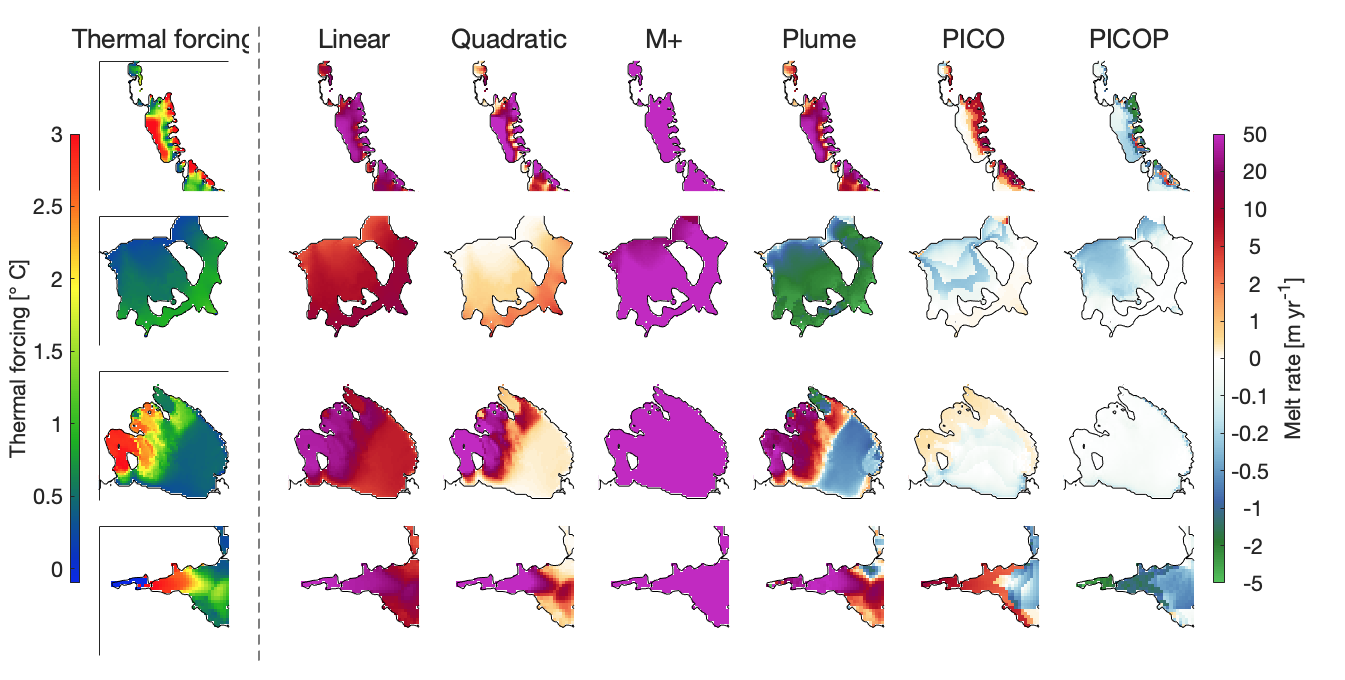 Thermal forcing
Linear
Quadratic
M+
Plume
PICO
PICOP
Thermal forcing [° C]
3
2.5
2
1.5
1
0.5
0
50
20
10
5
2
1
0
-0.1
-0.2
-0.5
-1
-2
-5
Melt rate [m yr⁻¹]